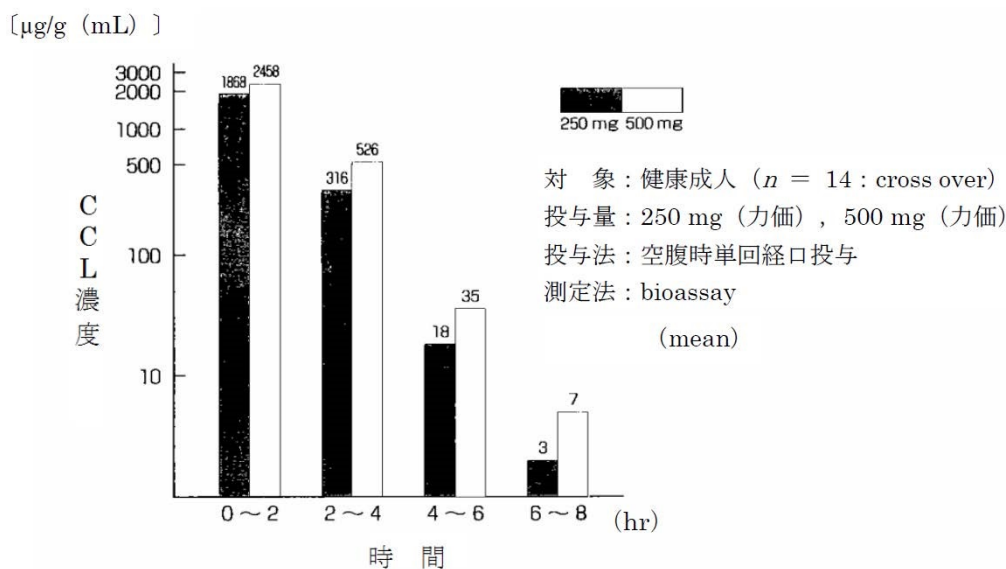 〔µg/g（mL）〕
3000
2000
1000
500
100
10
CCL濃度
1868
2458
316
526
18
35
3
7
0～2
2～4
4～6
6～8
(hr)
時　間
250 mg 500 mg
対　象：健康成人（n = 14：cross over）
投与量：250 mg（力価）, 500 mg（力価）
投与法：空腹時単回経口投与
測定法：bioassay
(mean)